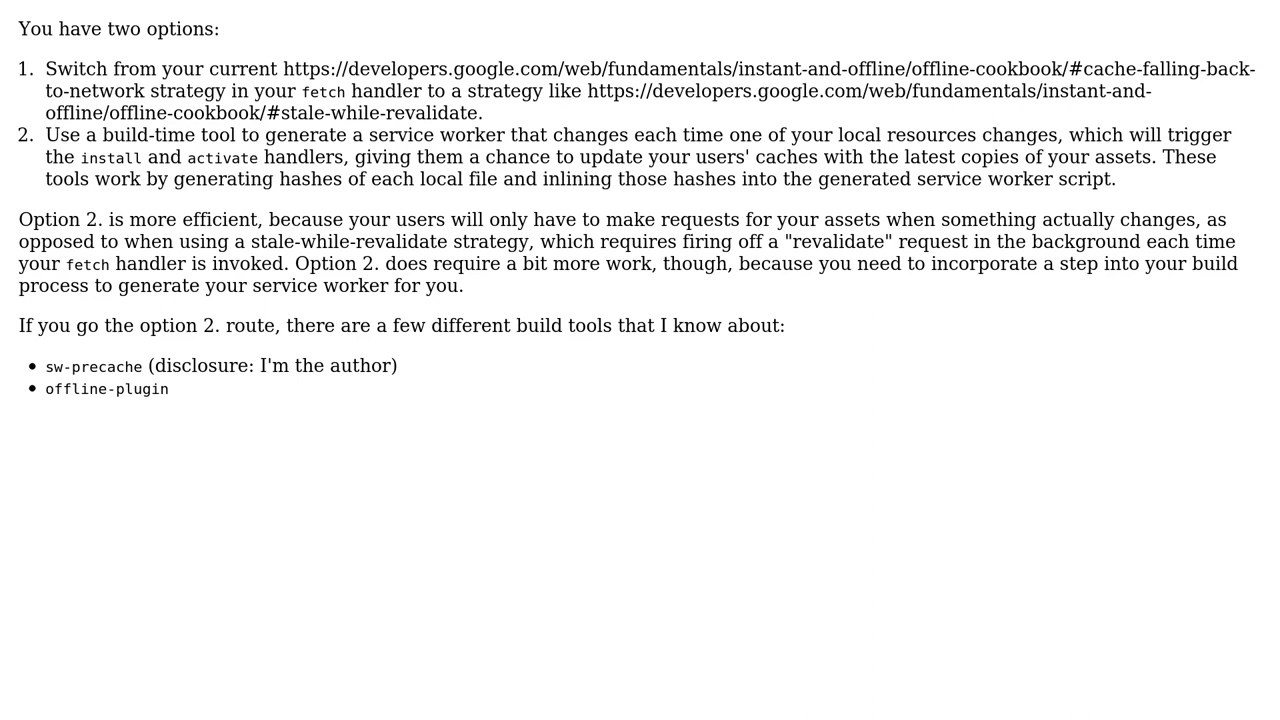 You have two options:
1. Switch from your current https://developers.google.com/web/fundamentals/instant-and-offline/offline-cookbook/#cache-falling-back-
to-network strategy in your fetch handler to a strategy like https://developers.google.com/web/fundamentals/instant-and-
offline/offline-cookbook/#stale-while-revalidate.
2. Use a build-time tool to generate a service worker that changes each time one of your local resources changes, which will trigger
the install and activate handlers, giving them a chance to update your users' caches with the latest copies of your assets. These
tools work by generating hashes of each local file and inlining those hashes into the generated service worker script.
Option 2. is more efficient, because your users will only have to make requests for your assets when something actually changes, as
opposed to when using a stale-while-revalidate strategy, which requires firing off a "revalidate" request in the background each time
your fetch handler is invoked. Option 2. does require a bit more work, though, because you need to incorporate a step into your build
process to generate your service worker for you.
If you go the option 2. route, there are a few different build tools that I know about:
• sw-precache (disclosure: I'm the author)
• offline-plugin